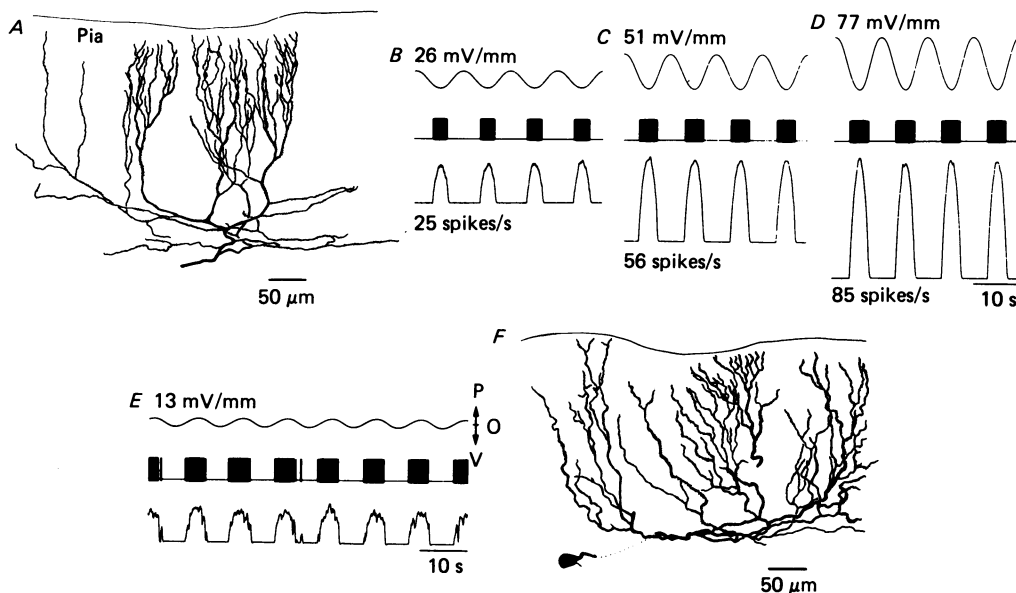 A
Pia
50 μm
B 26 mV/mm
25 spikes/s
C 51 mV/mm
56 spikes/s
D 77 mV/mm
85 spikes/s
10 s
E 13 mV/mm
P
O
V
10 s
F
50 μm